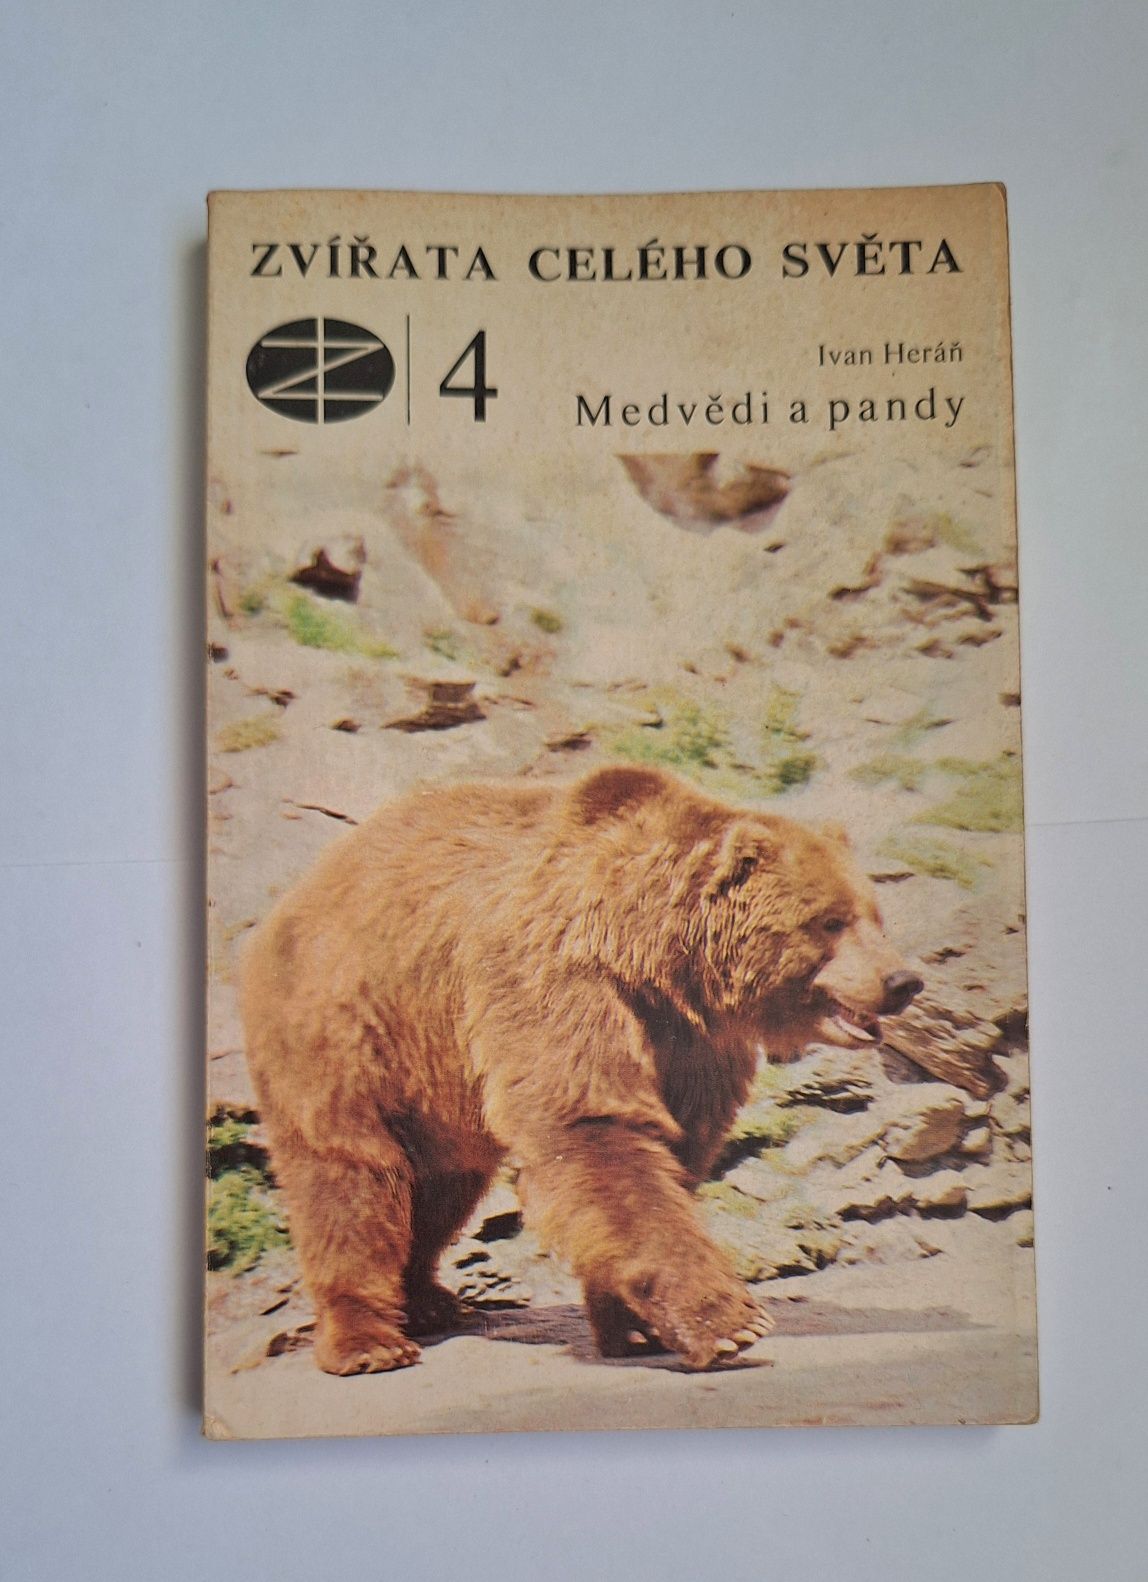 ZVÍŘATA CELÉHO SVĚTA
4
Ivan Heráň
Medvědi a pandy